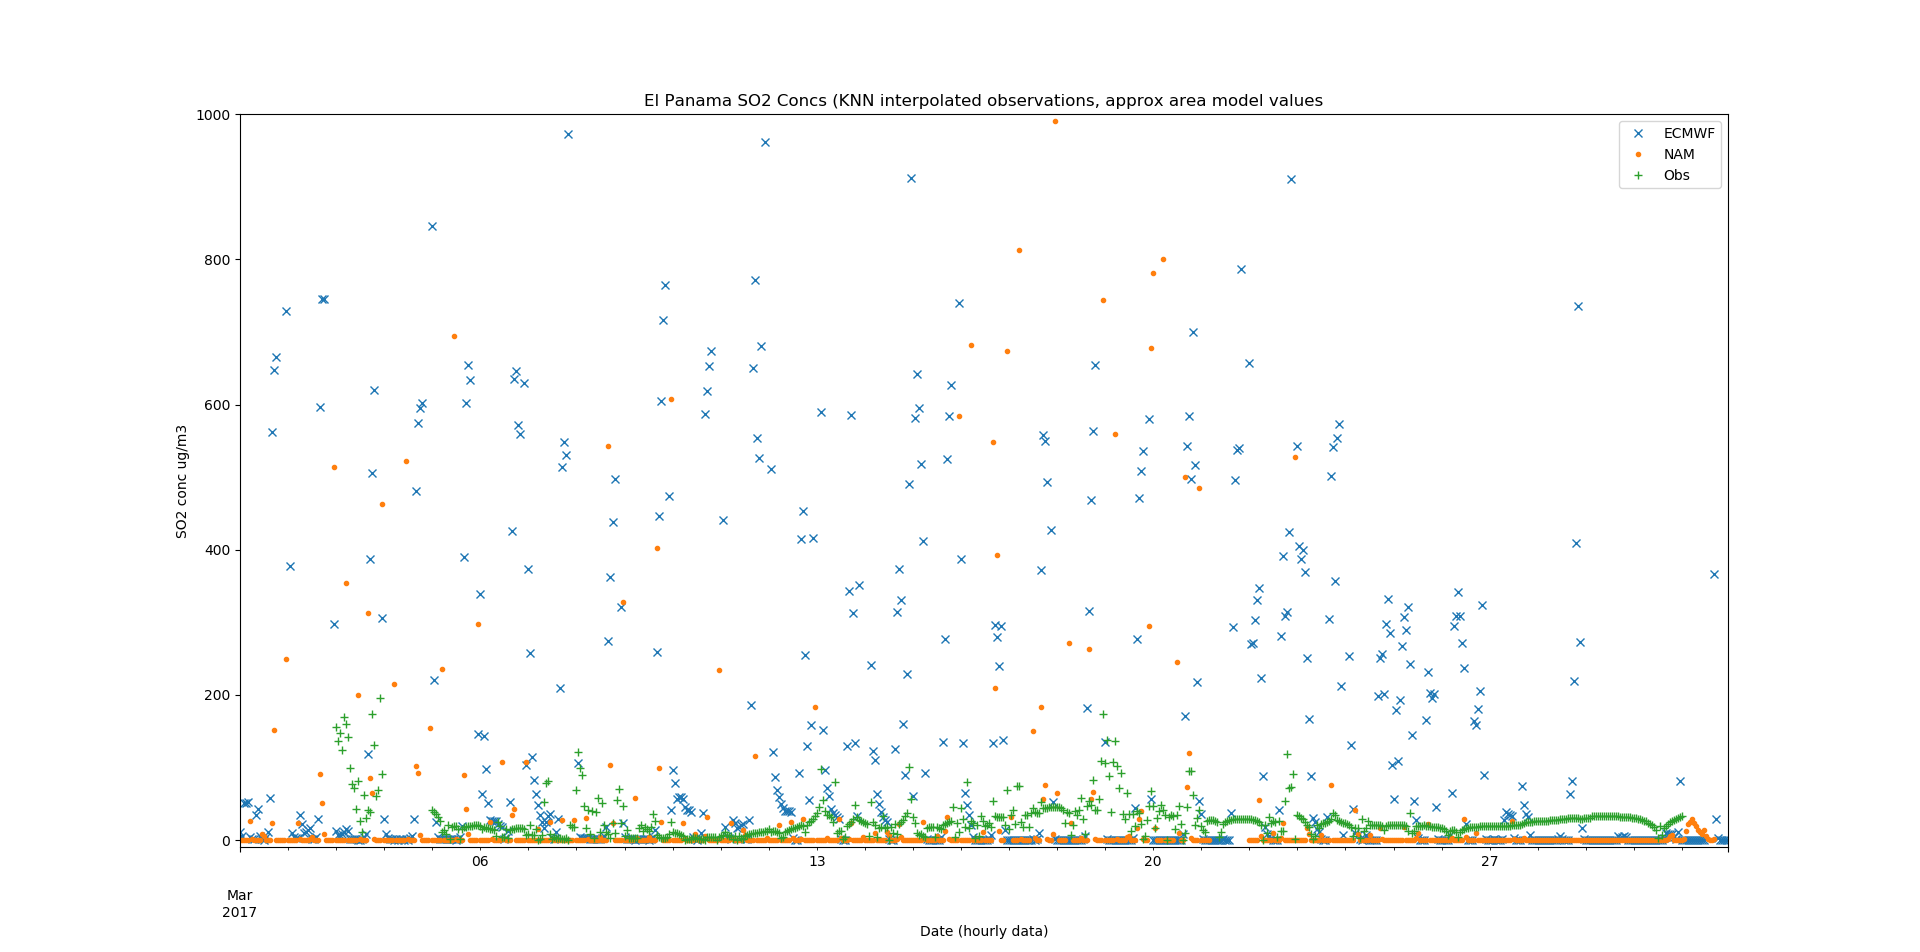 El Panama SO2 Concs (KNN interpolated observations, approx area model values
1000
800
600
400
200
0
SO2 conc ug/m3
ECMWF
NAM
Obs
06
13
20
27
Mar
2017
Date (hourly data)